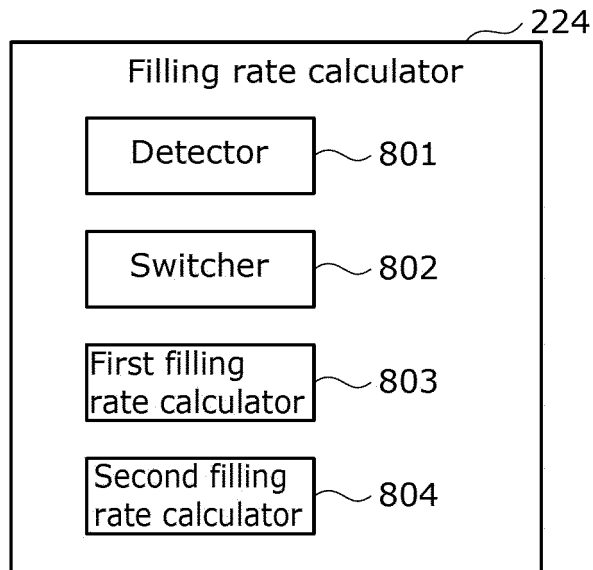 224
Filling rate calculator
Detector
801
Switcher
802
First filling
rate calculator
803
Second filling
rate calculator
804